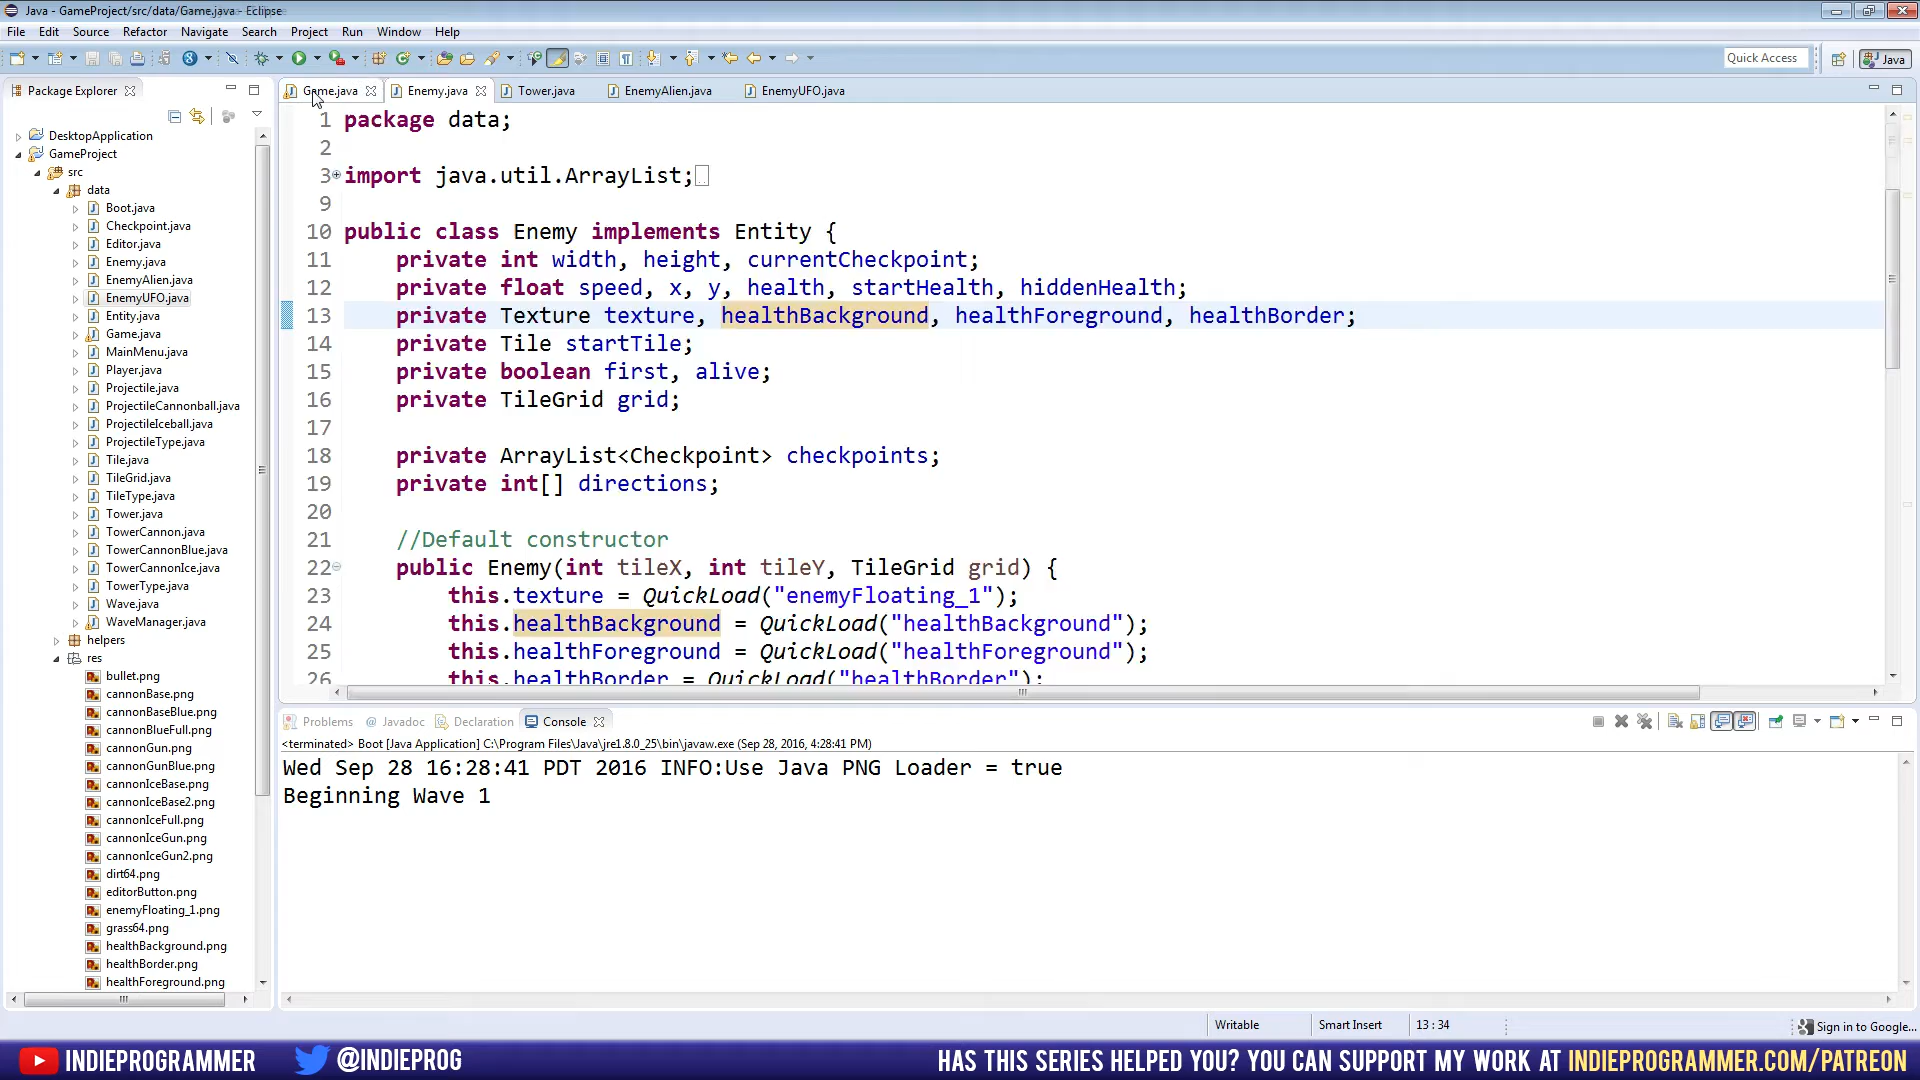 Java - GameProject/src/data/Game.java - Eclipse
File Edit Source Refactor Navigate Search Project Run Window Help
Quick Access
Java
Package Explorer
Game.java
Enemy.java
Tower.java
EnemyAlien.java
EnemyUFO.java
DesktopApplication
GameProject
src
data
Boot.java
Checkpoint.java
Editor.java
Enemy.java
EnemyAlien.java
EnemyUFO.java
Entity.java
Game.java
MainMenu.java
Player.java
Projectile.java
ProjectileCannonball.java
ProjectileIceball.java
ProjectileType.java
Tile.java
TileGrid.java
TileType.java
Tower.java
TowerCannon.java
TowerCannonBlue.java
TowerCannonIce.java
TowerType.java
Wave.java
WaveManager.java
helpers
res
bullet.png
cannonBase.png
cannonBaseBlue.png
cannonBlueFull.png
cannonGun.png
cannonGunBlue.png
cannonIceBase.png
cannonIceBase2.png
cannonIceFull.png
cannonIceGun.png
cannonIceGun2.png
dirt64.png
editorButton.png
enemyFloating_1.png
grass64.png
healthBackground.png
healthBorder.png
healthForeground.png
1 package data;
2
3 import java.util.ArrayList;
9
10 public class Enemy implements Entity {
11 private int width, height, currentCheckpoint;
12 private float speed, x, y, health, startHealth, hiddenHealth;
13 private Texture texture, healthBackground, healthForeground, healthBorder;
14 private Tile startTile;
15 private boolean first, alive;
16 private TileGrid grid;
17
18 private ArrayList<Checkpoint> checkpoints;
19 private int[] directions;
20
21 //Default constructor
22 public Enemy(int tileX, int tileY, TileGrid grid) {
23 this.texture = QuickLoad("enemyFloating_1");
24 this.healthBackground = QuickLoad("healthBackground");
25 this.healthForeground = QuickLoad("healthForeground");
26 this.healthBorder = QuickLoad("healthBorder");
Problems @ Javadoc Declaration Console
<terminated> Boot [Java Application] C:\Program Files\Java\jre1.8.0_25\bin\javaw.exe (Sep 28, 2016, 4:28:41 PM)
Wed Sep 28 16:28:41 PDT 2016 INFO:Use Java PNG Loader = true
Beginning Wave 1
Writable Smart Insert 13 : 34 Sign in to Google...
INDIEPROGRAMMER @INDIEPROG HAS THIS SERIES HELPED YOU? YOU CAN SUPPORT MY WORK AT INDIEPROGRAMMER.COM/PATREON